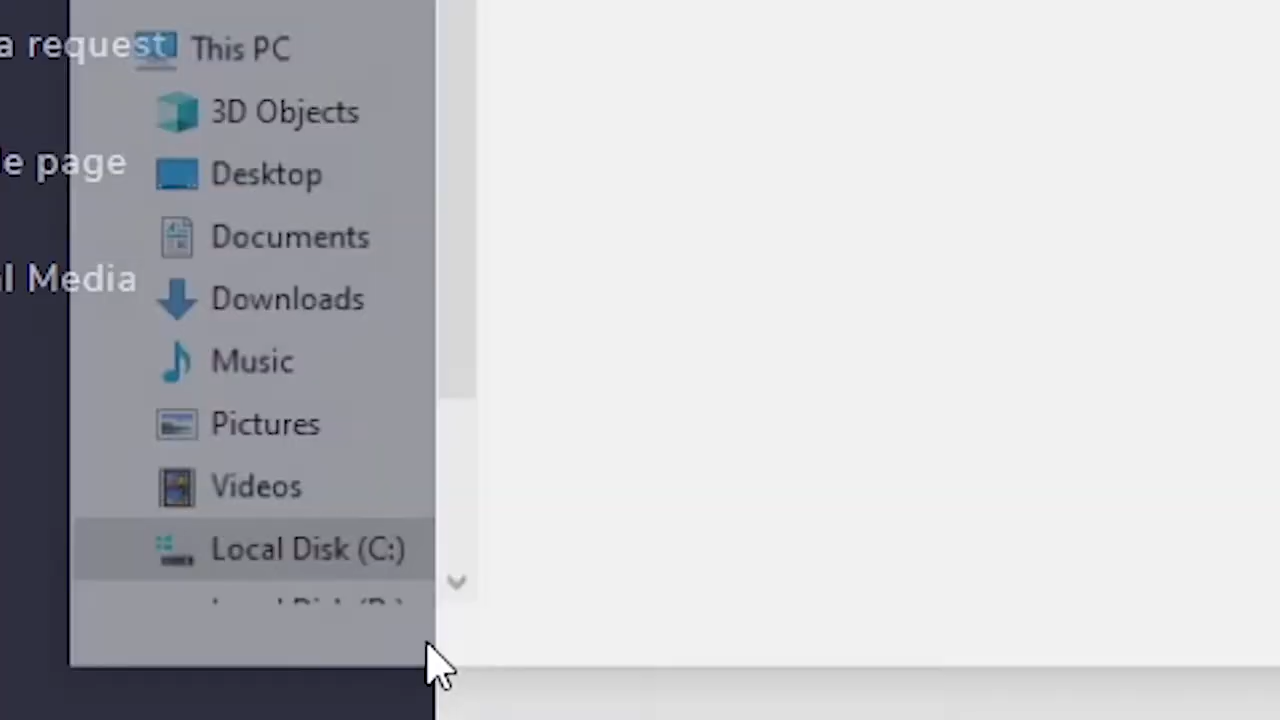 a request
This PC
3D Objects
e page
Desktop
Documents
l Media
Downloads
Music
Pictures
Videos
Local Disk (C:)